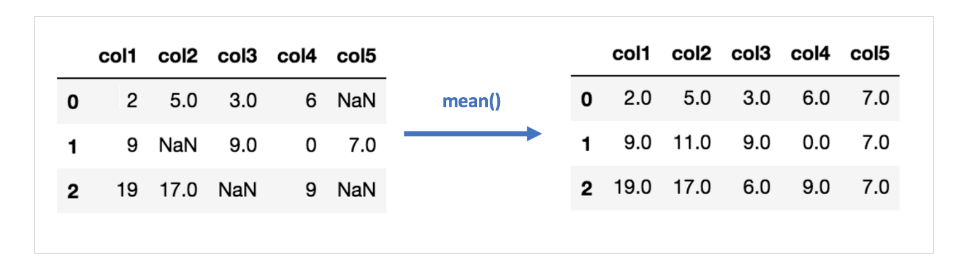 col1 col2 col3 col4 col5
0 2 5.0 3.0 6 NaN
1 9 NaN 9.0 0 7.0
2 19 17.0 NaN 9 NaN
mean()
col1 col2 col3 col4 col5
0 2.0 5.0 3.0 6.0 7.0
1 9.0 11.0 9.0 0.0 7.0
2 19.0 17.0 6.0 9.0 7.0